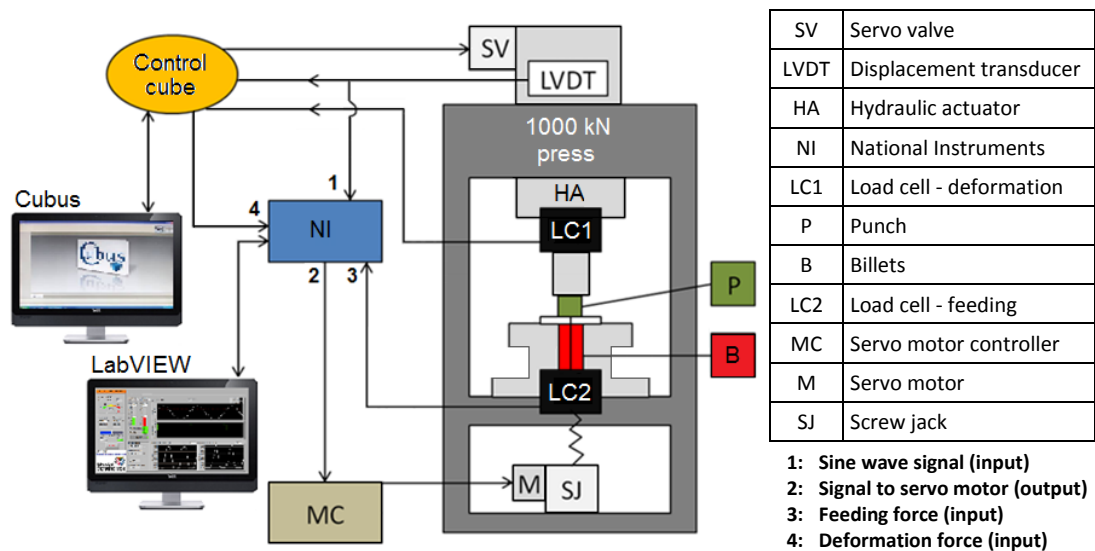 Control
cube
SV
LVDT
1000 kN
press
HA
LC1
P
B
LC2
M
SJ
Cubus
LabVIEW
1
4
NI
2
3
MC
SV Servo valve
LVDT Displacement transducer
HA Hydraulic actuator
NI National Instruments
LC1 Load cell - deformation
P Punch
B Billets
LC2 Load cell - feeding
MC Servo motor controller
M Servo motor
SJ Screw jack
1: Sine wave signal (input)
2: Signal to servo motor (output)
3: Feeding force (input)
4: Deformation force (input)